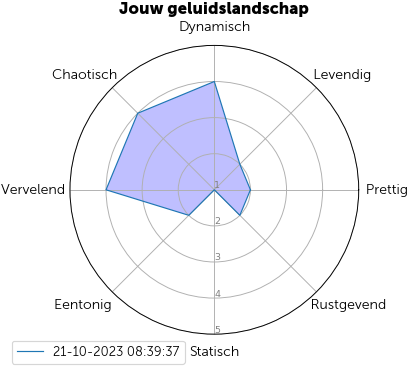 Jouw geluidslandschap
Dynamisch
Chaotisch
Levendig
Vervelend
1
Prettig
2
3
Eentonig
4
Rustgevend
5
21-10-2023 08:39:37
Statisch